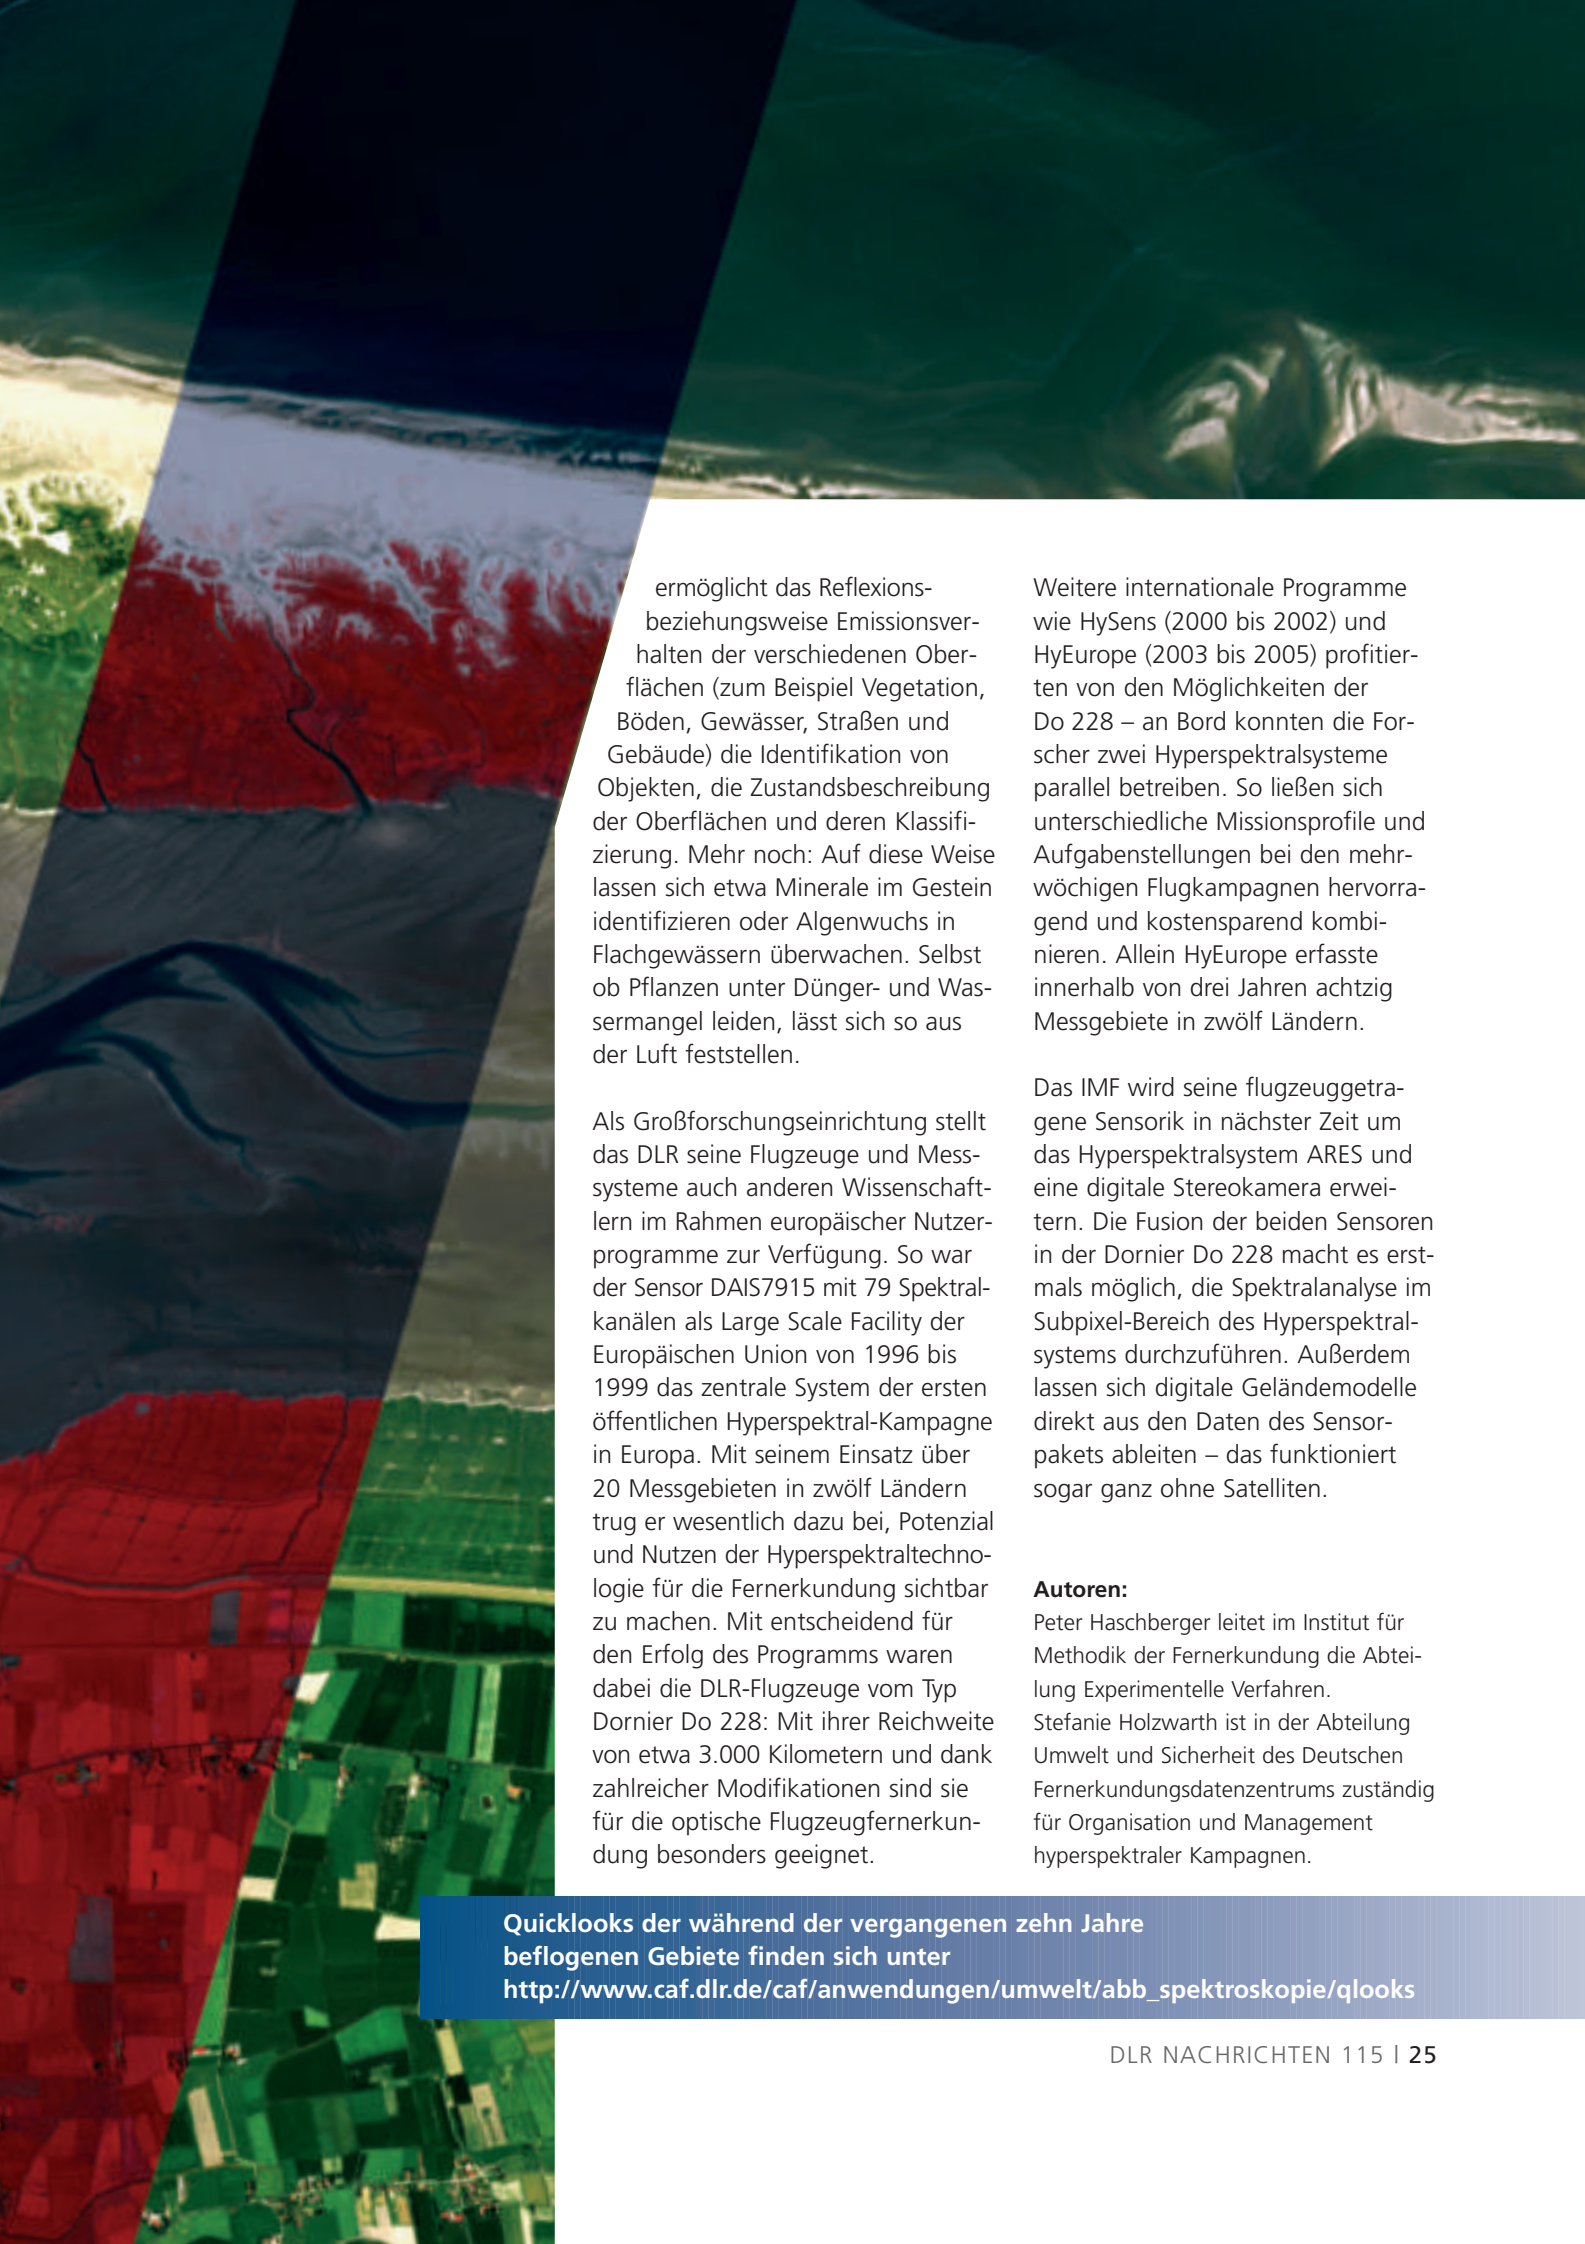 ermöglicht das Reflexions-
beziehungsweise Emissionsver-
halten der verschiedenen Ober-
flächen (zum Beispiel Vegetation,
Böden, Gewässer, Straßen und
Gebäude) die Identifikation von
Objekten, die Zustandsbeschreibung
der Oberflächen und deren Klassifi-
zierung. Mehr noch: Auf diese Weise
lassen sich etwa Minerale im Gestein
identifizieren oder Algenwuchs in
Flachgewässern überwachen. Selbst
ob Pflanzen unter Dünger- und Was-
sermangel leiden, lässt sich so aus
der Luft feststellen.
Als Großforschungseinrichtung stellt
das DLR seine Flugzeuge und Mess-
systeme auch anderen Wissenschaft-
lern im Rahmen europäischer Nutzer-
programme zur Verfügung. So war
der Sensor DAIS7915 mit 79 Spektral-
kanälen als Large Scale Facility der
Europäischen Union von 1996 bis
1999 das zentrale System der ersten
öffentlichen Hyperspektral-Kampagne
in Europa. Mit seinem Einsatz über
20 Messgebieten in zwölf Ländern
trug er wesentlich dazu bei, Potenzial
und Nutzen der Hyperspektraltechno-
logie für die Fernerkundung sichtbar
zu machen. Mit entscheidend für
den Erfolg des Programms waren
dabei die DLR-Flugzeuge vom Typ
Dornier Do 228: Mit ihrer Reichweite
von etwa 3.000 Kilometern und dank
zahlreicher Modifikationen sind sie
für die optische Flugzeugfernerkun-
dung besonders geeignet.
Weitere internationale Programme
wie HySens (2000 bis 2002) und
HyEurope (2003 bis 2005) profitier-
ten von den Möglichkeiten der
Do 228 – an Bord konnten die For-
scher zwei Hyperspektralsysteme
parallel betreiben. So ließen sich
unterschiedliche Missionsprofile und
Aufgabenstellungen bei den mehr-
wöchigen Flugkampagnen hervorra-
gend und kostensparend kombi-
nieren. Allein HyEurope erfasste
innerhalb von drei Jahren achtzig
Messgebiete in zwölf Ländern.
Das IMF wird seine flugzeuggetra-
gene Sensorik in nächster Zeit um
das Hyperspektralsystem ARES und
eine digitale Stereokamera erwei-
tern. Die Fusion der beiden Sensoren
in der Dornier Do 228 macht es erst-
mals möglich, die Spektralanalyse im
Subpixel-Bereich des Hyperspektral-
systems durchzuführen. Außerdem
lassen sich digitale Geländemodelle
direkt aus den Daten des Sensor-
pakets ableiten – das funktioniert
sogar ganz ohne Satelliten.
Autoren:
Peter Haschberger leitet im Institut für
Methodik der Fernerkundung die Abtei-
lung Experimentelle Verfahren.
Stefanie Holzwarth ist in der Abteilung
Umwelt und Sicherheit des Deutschen
Fernerkundungsdatenzentrums zuständig
für Organisation und Management
hyperspektraler Kampagnen.
Quicklooks der während der vergangenen zehn Jahre
beflogenen Gebiete finden sich unter
http://www.caf.dlr.de/caf/anwendungen/umwelt/abb_spektroskopie/qlooks
DLR NACHRICHTEN 115 | 25